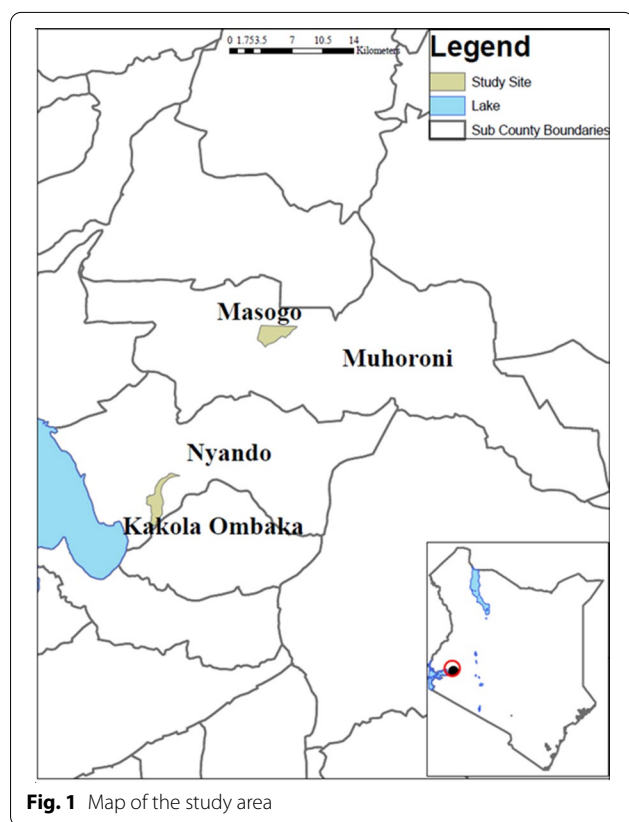 0 1.753.5 7 10.5 14
Kilometers
Legend
Study Site
Lake
Sub County Boundaries
Masogo
Muhoroni
Nyando
Kakola Ombaka
Fig. 1 Map of the study area